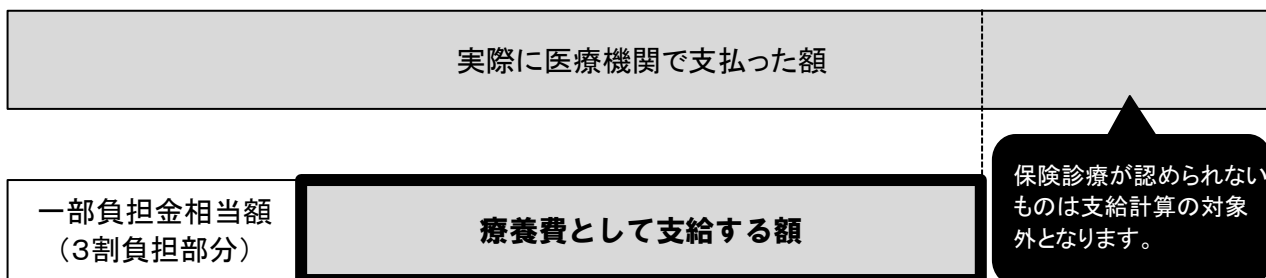 実際に医療機関で支払った額
一部負担金相当額
（３割負担部分）
療養費として支給する額
保険診療が認められない
ものは支給計算の対象
外となります。